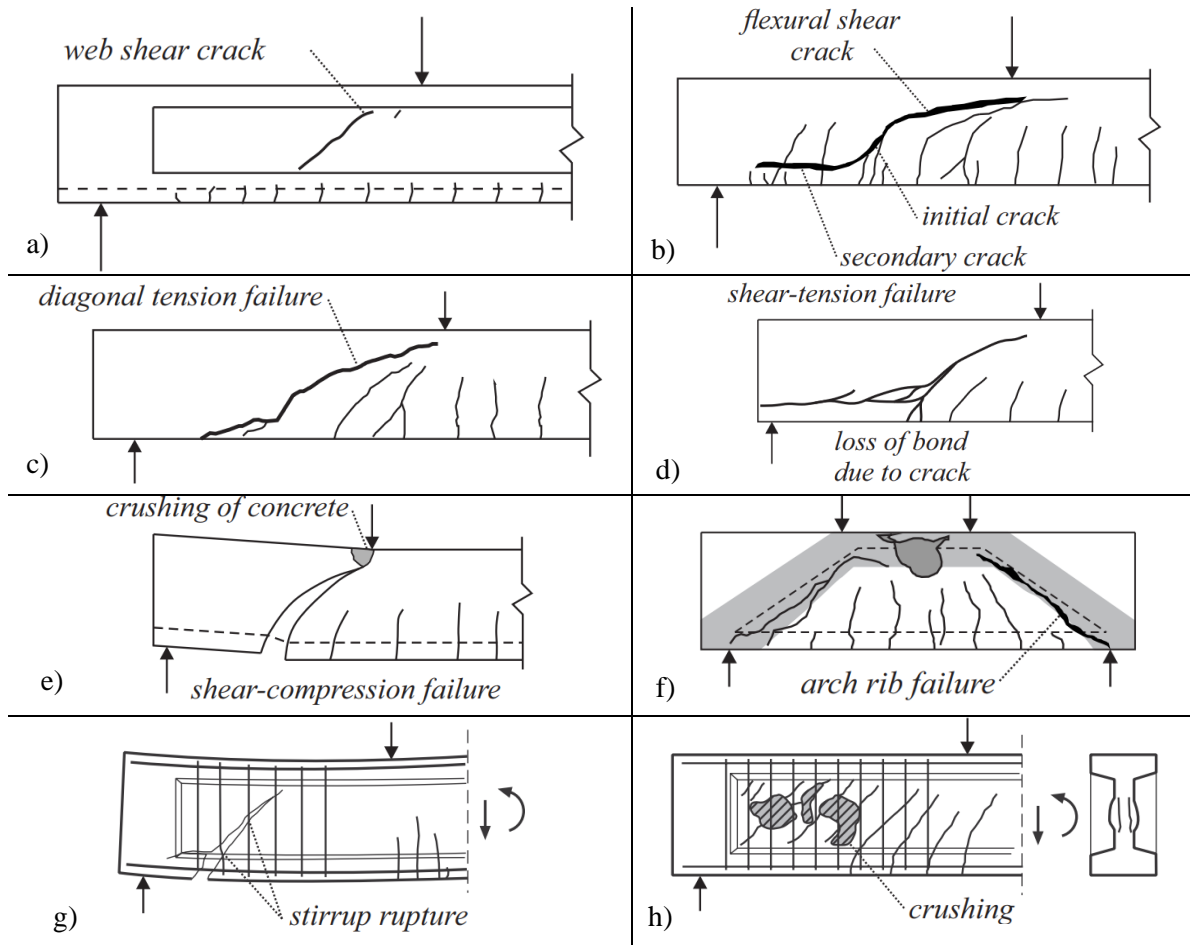 web shear crack
a)
flexural shear
crack
initial crack
secondary crack
b)
diagonal tension failure
c)
shear-tension failure
loss of bond
due to crack
d)
crushing of concrete
e)
shear-compression failure
f)
arch rib failure
g)
stirrup rupture
h)
crushing